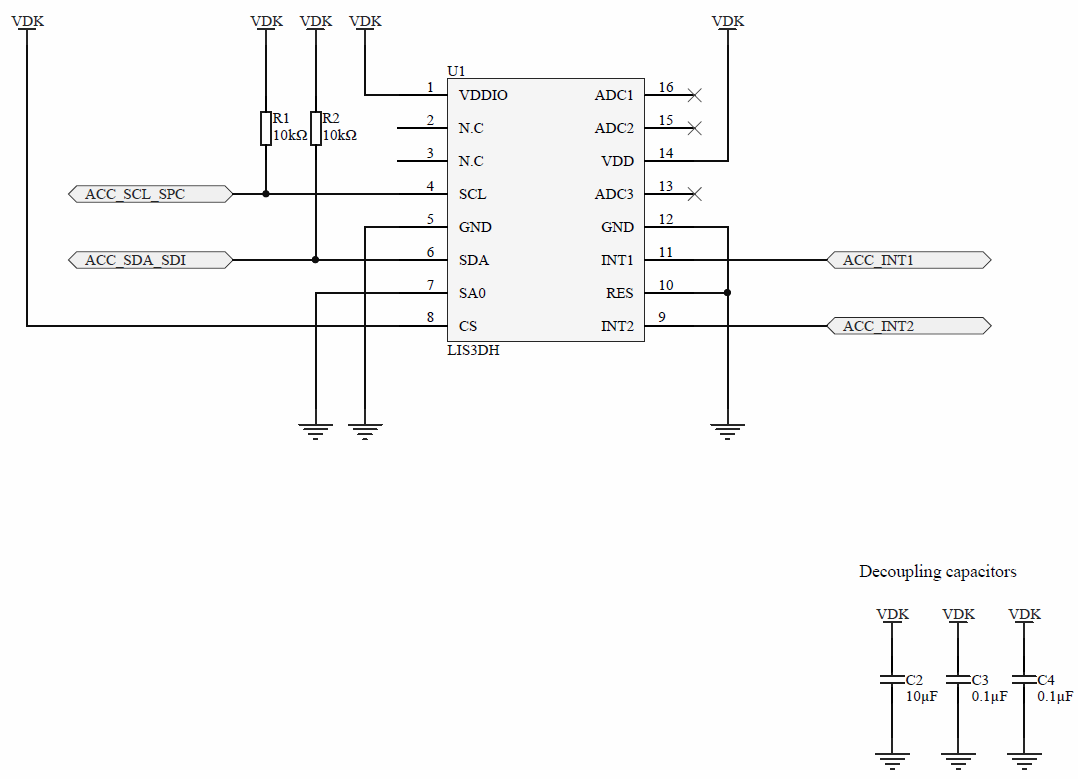 VDK
VDK
VDK
VDK
VDK
U1
1
VDDIO
ADC1
16
2
N.C
ADC2
15
3
N.C
VDD
14
4
SCL
ADC3
13
5
GND
GND
12
6
SDA
INT1
11
7
SA0
RES
10
8
CS
INT2
9
LIS3DH
R1
10kΩ
R2
10kΩ
ACC_SCL_SPC
ACC_SDA_SDI
ACC_INT1
ACC_INT2
Decoupling capacitors
VDK
VDK
VDK
C2
10µF
C3
0.1µF
C4
0.1µF